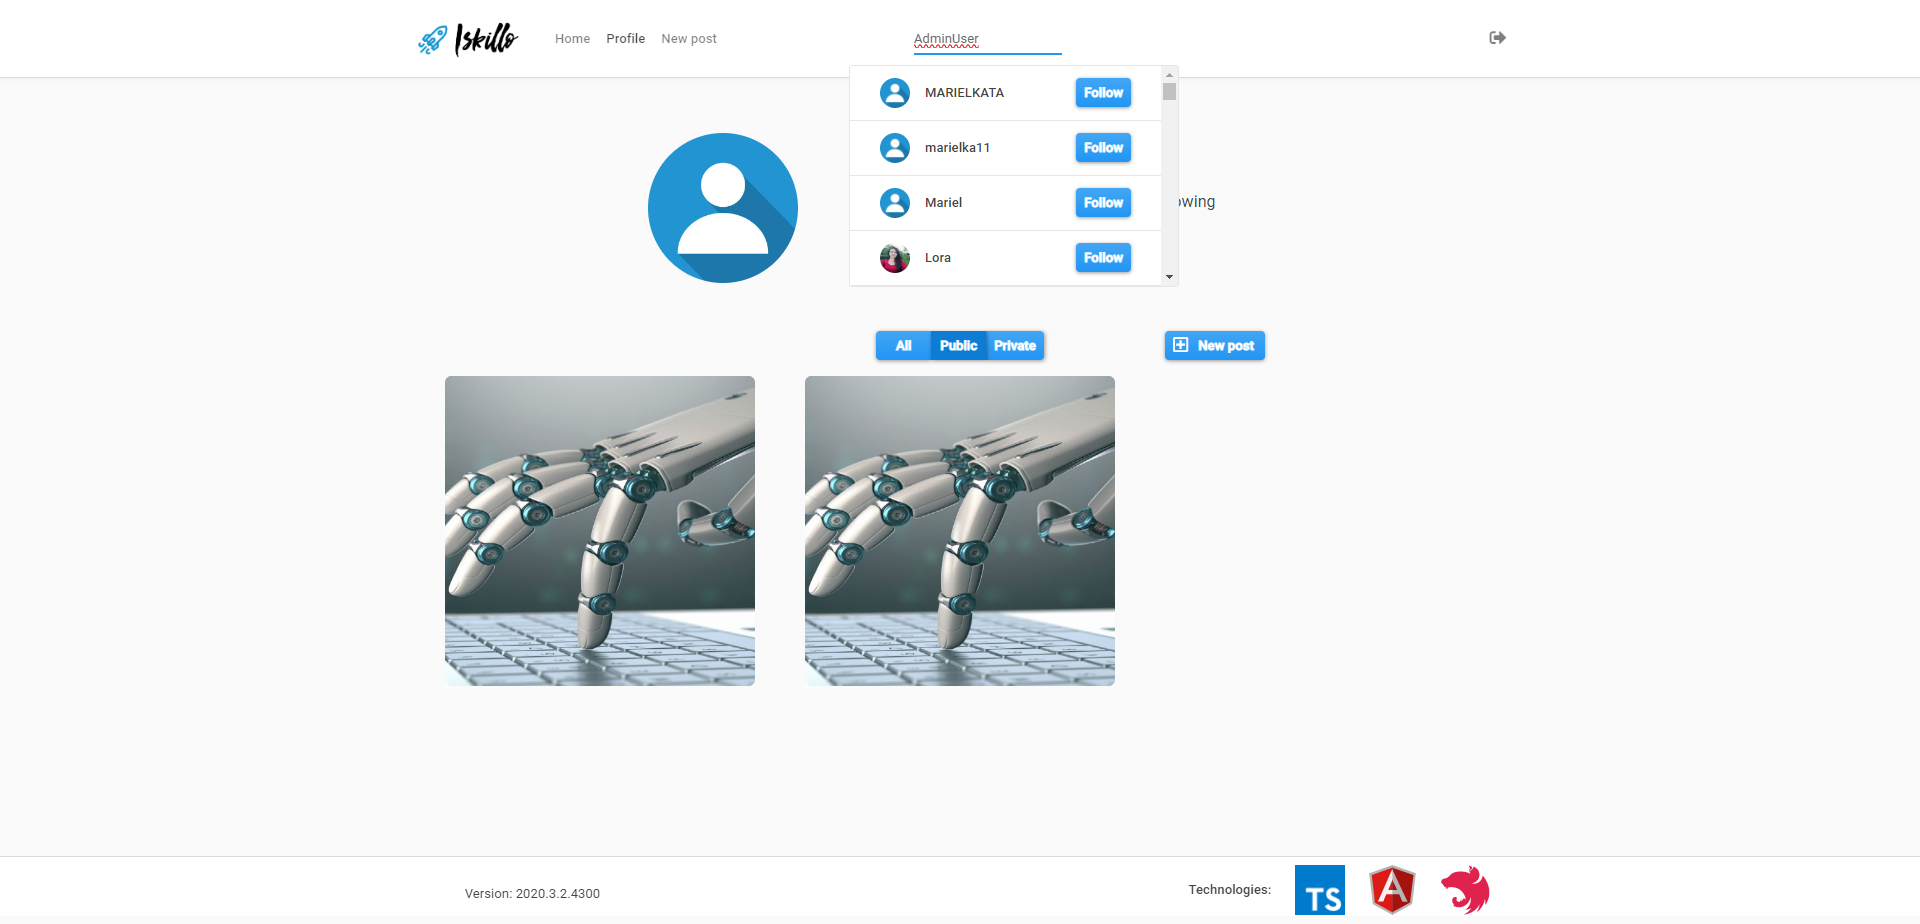 Iskillo
Home
Profile
New post
AdminUser
MARIELKATA
Follow
marielka11
Follow
Mariel
Follow
Lora
Follow
owing
All
Public
Private
New post
Version: 2020.3.2.4300
Technologies:
TS
A